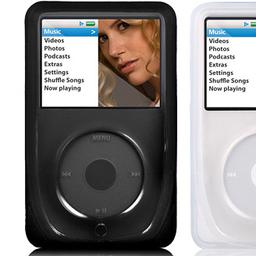 Music >
Videos
Photos
Podcasts
Extras
Settings
Shuffle Songs
Now playing
MENU
Music
Videos
Photos
Podcasts
Extras
Settings
Shuffle Songs
Now playing